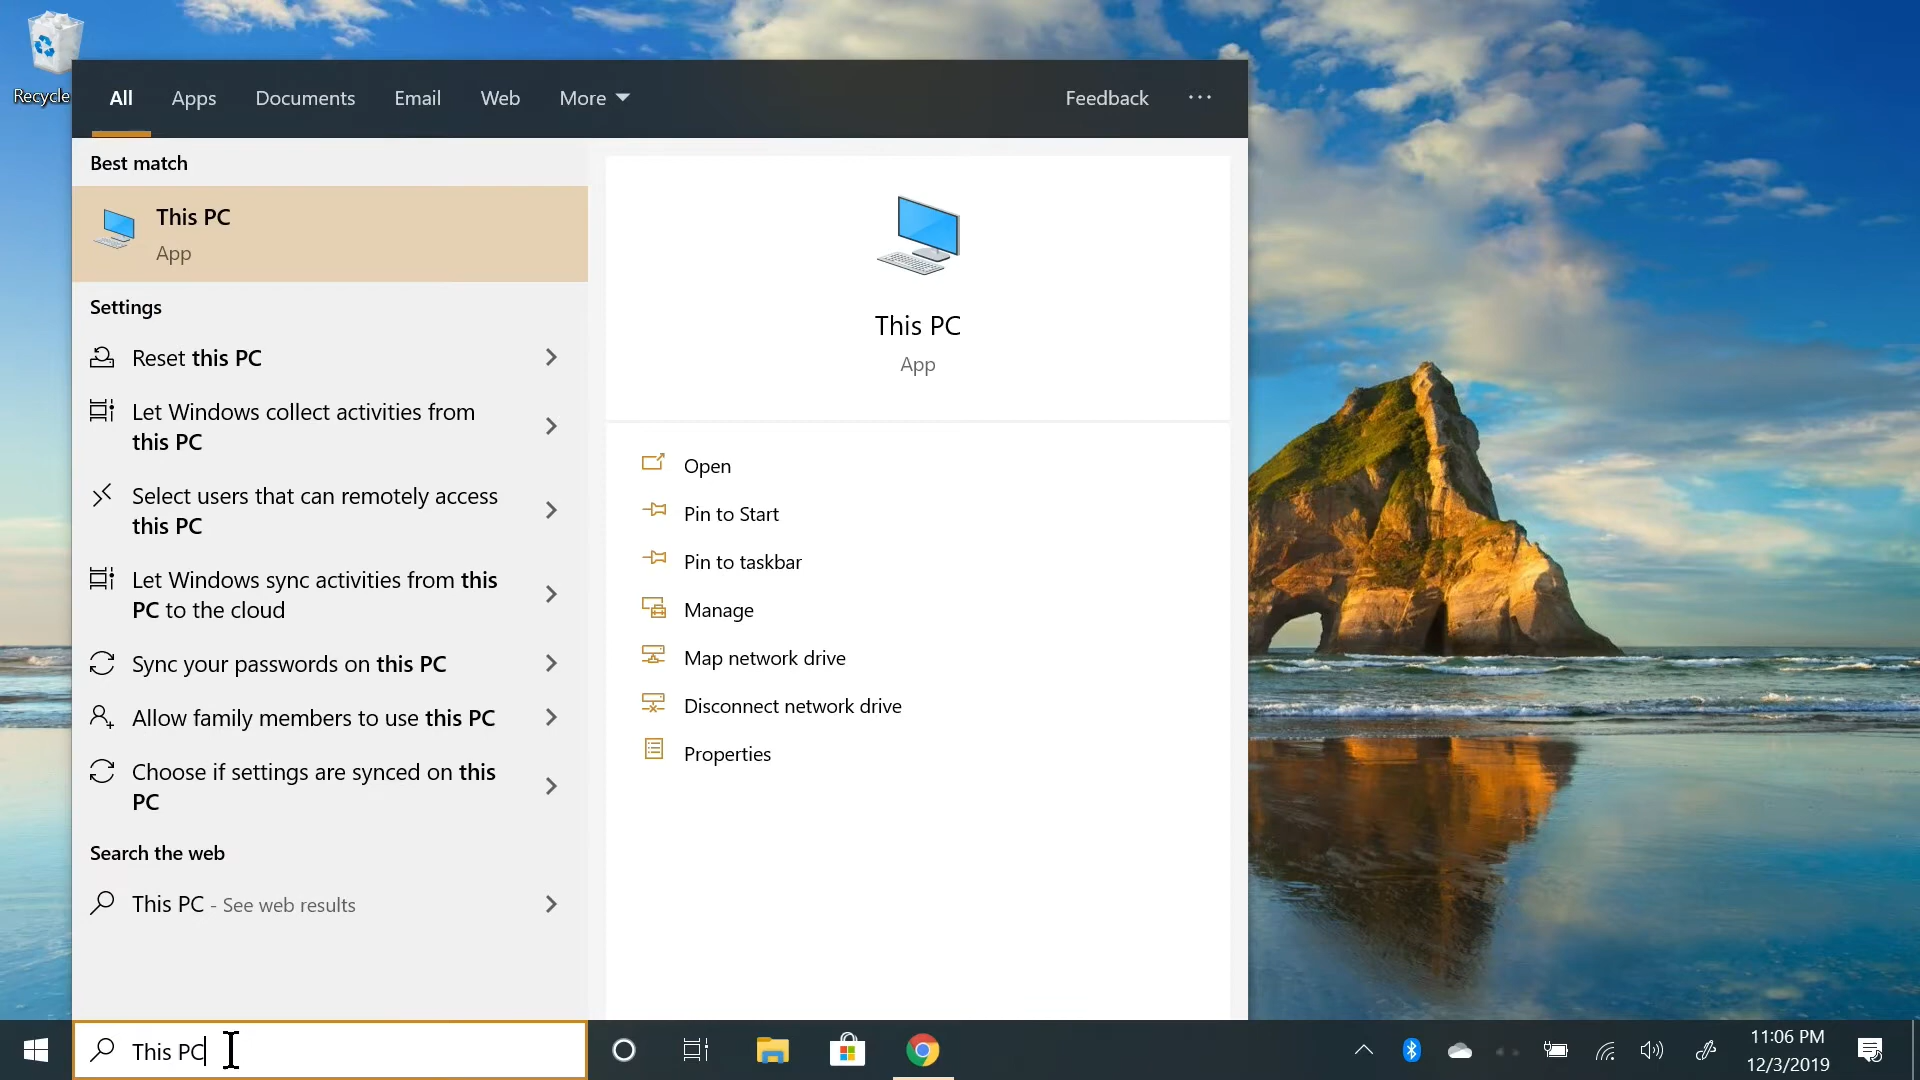 Recycle
All Apps Documents Email Web More Feedback ···
Best match
This PC
App
Settings
Reset this PC
Let Windows collect activities from
this PC
Select users that can remotely access
this PC
Let Windows sync activities from this
PC to the cloud
Sync your passwords on this PC
Allow family members to use this PC
Choose if settings are synced on this
PC
Search the web
This PC - See web results
This PC
App
Open
Pin to Start
Pin to taskbar
Manage
Map network drive
Disconnect network drive
Properties
This PC
11:06 PM
12/3/2019